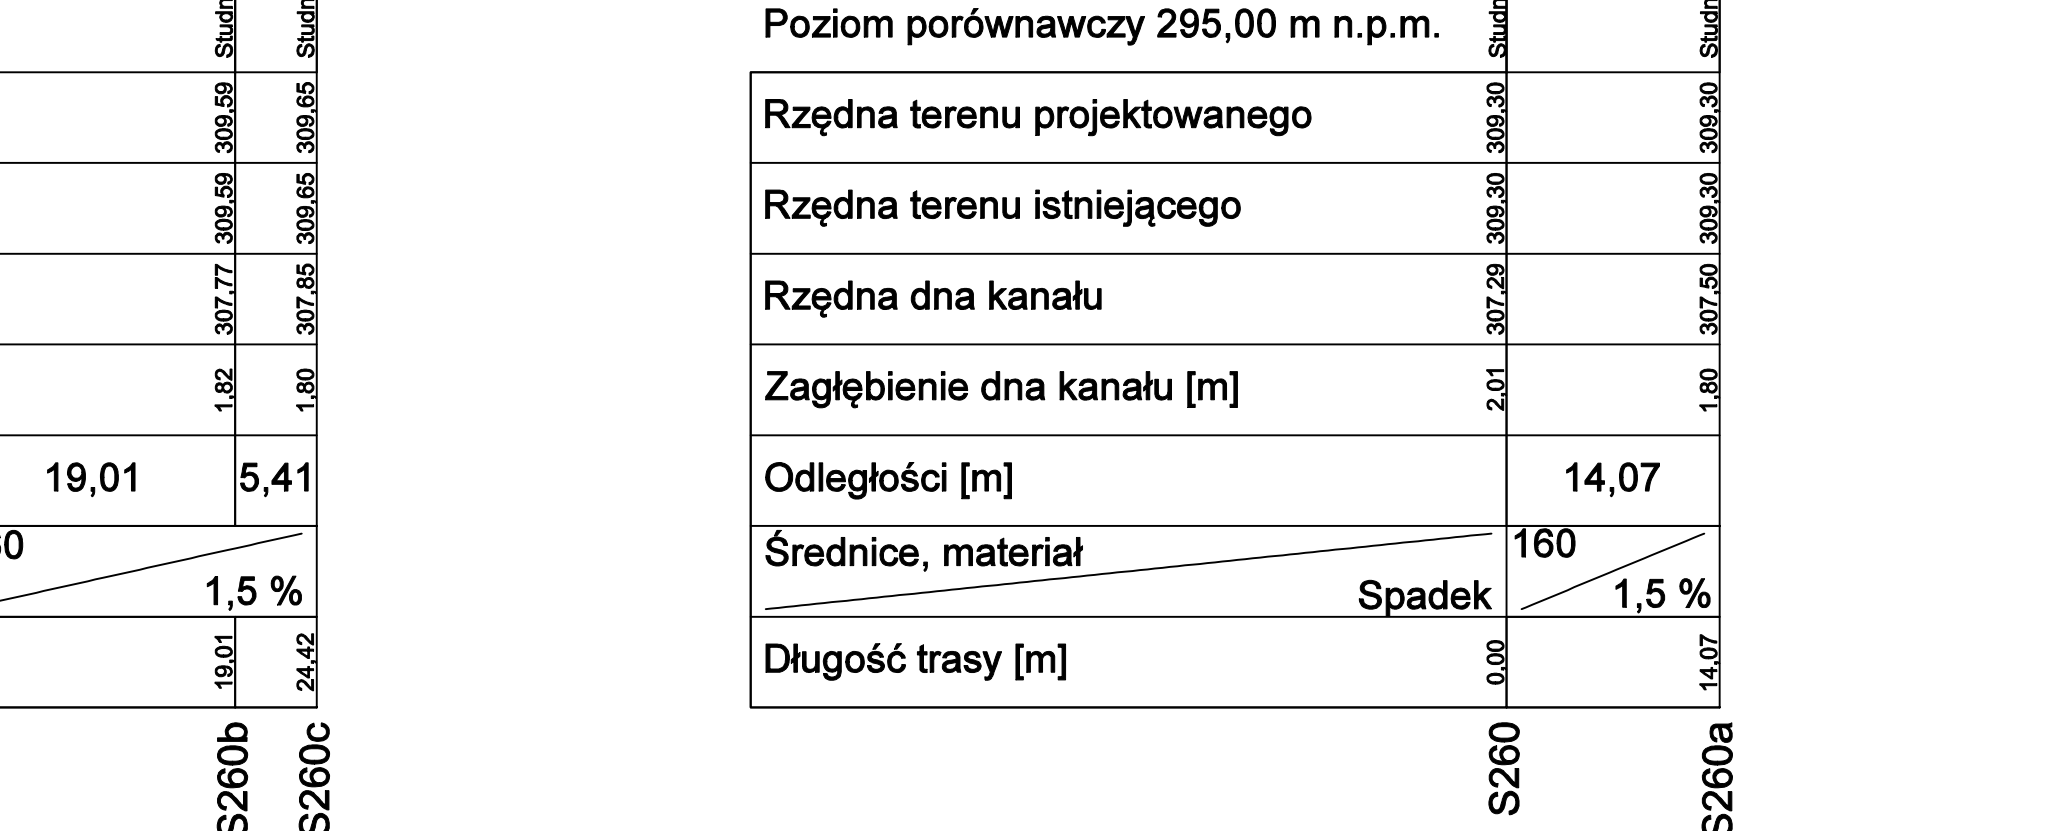 Studn
Studn
309,59
309,65
309,59
309,65
307,77
307,85
1,82
1,80
19,01
5,41
1,5 %
19,01
24,42
S260b
S260c
Poziom porównawczy 295,00 m n.p.m.
Studn
Studn
Rzędna terenu projektowanego
309,30
309,30
Rzędna terenu istniejącego
309,30
309,30
Rzędna dna kanału
307,29
307,50
Zagłębienie dna kanału [m]
2,01
1,80
Odległości [m]
14,07
Średnice, materiał
Spadek
160
1,5 %
Długość trasy [m]
0,00
14,07
S260
S260a